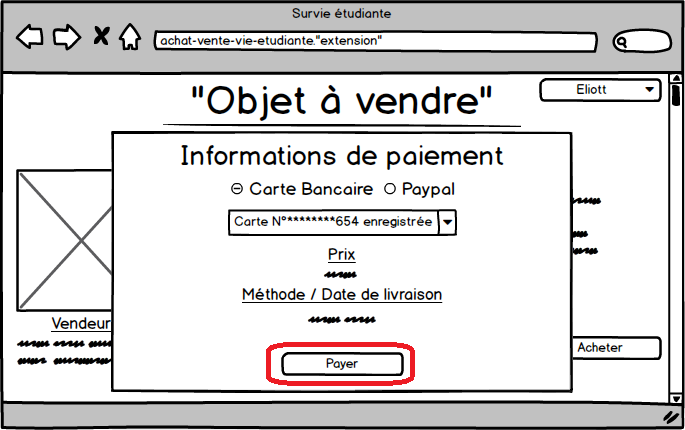 Survie étudiante
achat-vente-vie-etudiante."extension"
"Objet à vendre"
Eliott
Informations de paiement
Carte Bancaire
Paypal
Carte N°********654 enregistrée
Prix
Méthode / Date de livraison
Vendeur
Payer
Acheter